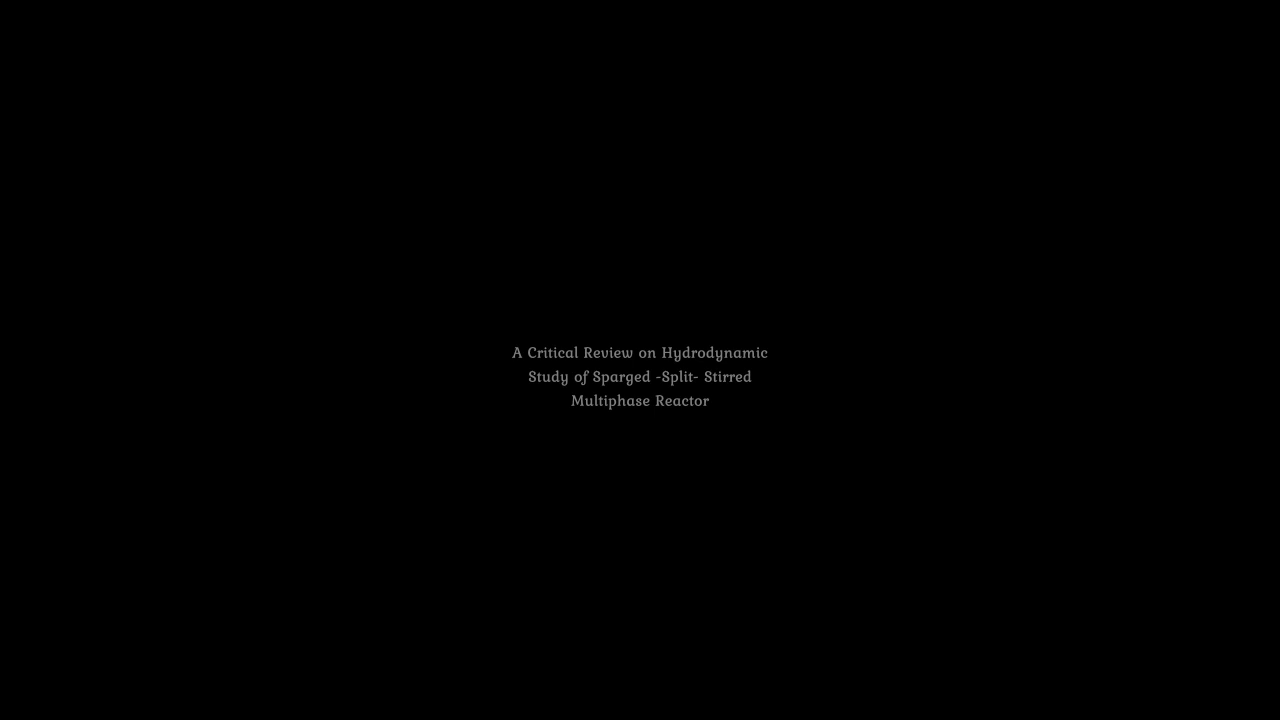 A Critical Review on Hydrodynamic
Study of Sparged -Split- Stirred
Multiphase Reactor